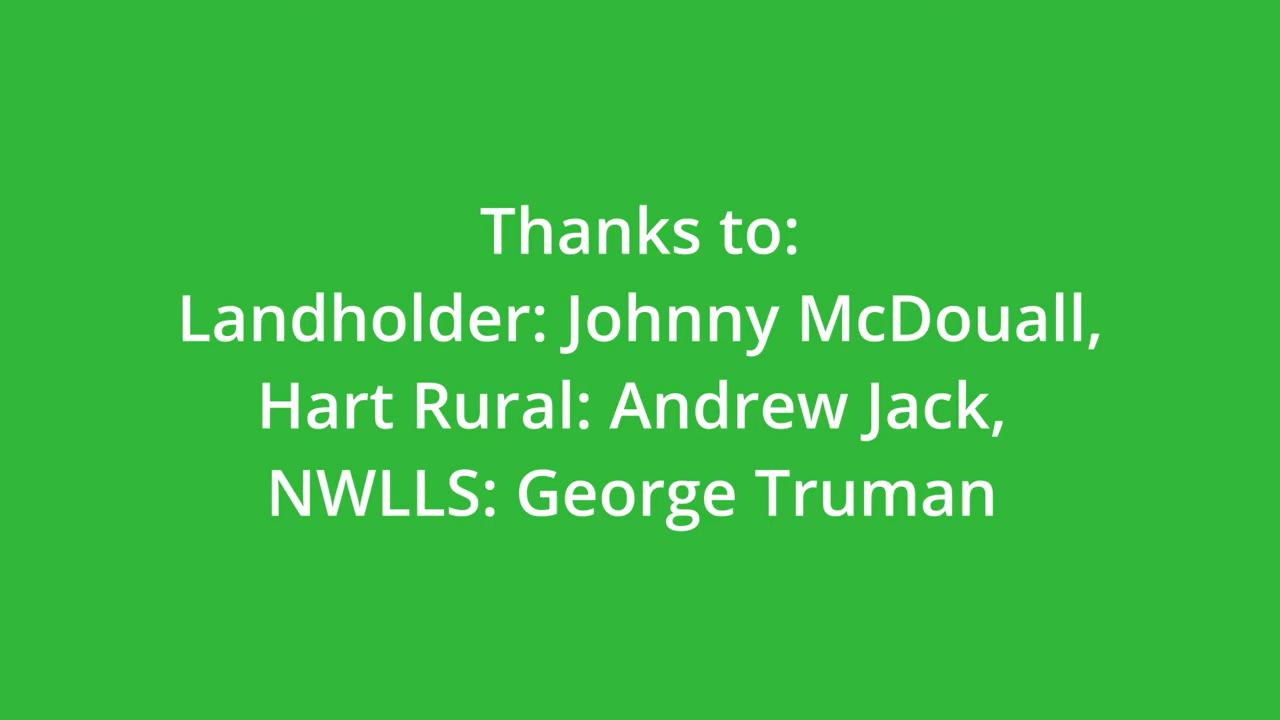 Thanks to:
Landholder: Johnny McDouall,
Hart Rural: Andrew Jack,
NWLLS: George Truman